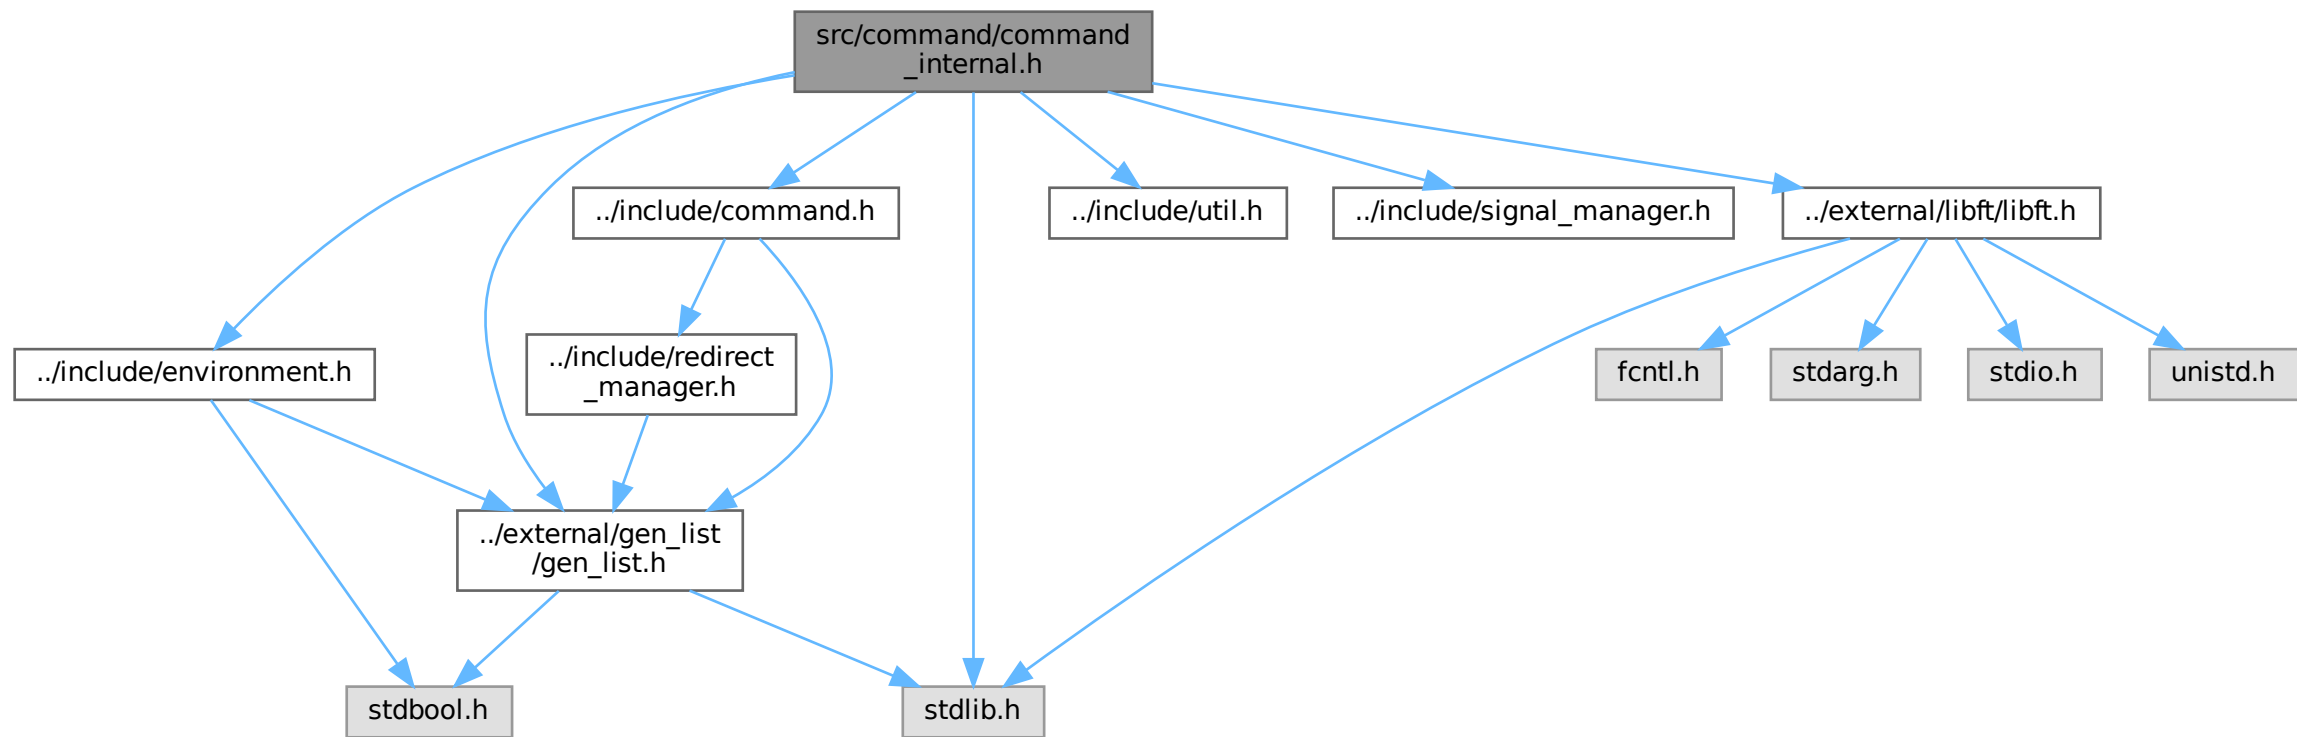 src/command/command
_internal.h
../include/command.h
../include/util.h
../include/signal_manager.h
../external/libft/libft.h
../include/environment.h
../include/redirect
_manager.h
fcntl.h
stdarg.h
stdio.h
unistd.h
../external/gen_list
/gen_list.h
stdbool.h
stdlib.h